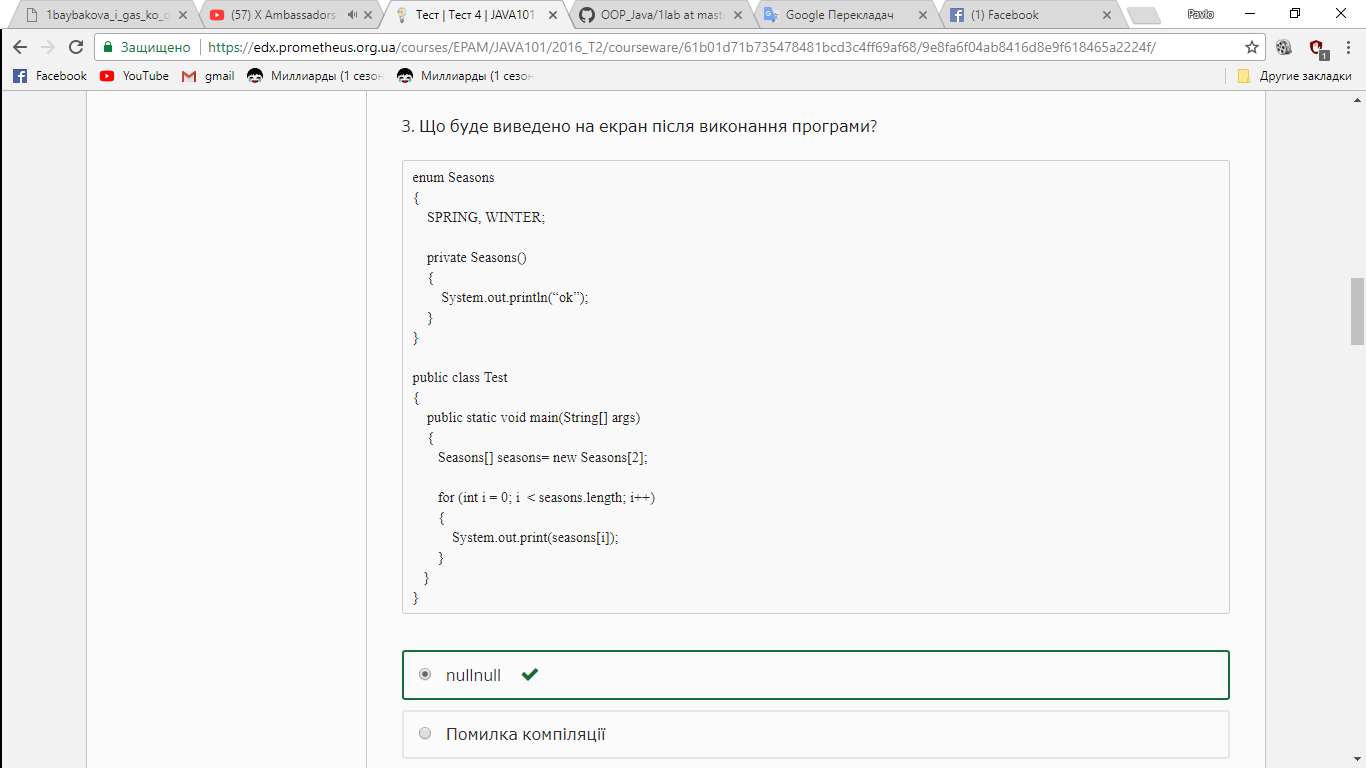 1baybakova_i_gas_ko_o
(57) X Ambassadors
Тест | Тест 4 | JAVA101
OOP_Java/1lab at mast
Google Перекладач
(1) Facebook
Pavlo
Защищено
https://edx.prometheus.org.ua/courses/EPAM/JAVA101/2016_T2/courseware/61b01d71b735478481bcd3c4ff69af68/9e8fa6f04ab8416d8e9f618465a2224f/
1
Facebook
YouTube
gmail
Миллиарды (1 сезон
Миллиарды (1 сезон
Другие закладки
3. Що буде виведено на екран після виконання програми?
enum Seasons
{
SPRING, WINTER;
private Seasons()
{
System.out.println(“ok”);
}
}
public class Test
{
public static void main(String[] args)
{
Seasons[] seasons= new Seasons[2];
for (int i = 0; i < seasons.length; i++)
{
System.out.print(seasons[i]);
}
}
}
nullnull
Помилка компіляції